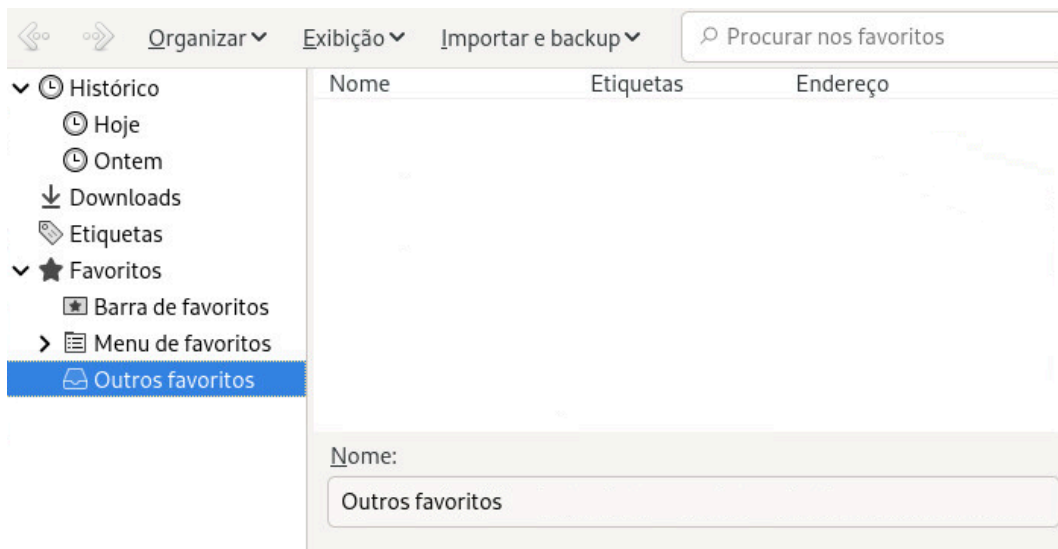 Organizar Exibição Importar e backup Procurar nos favoritos
Histórico
Hoje
Ontem
Downloads
Etiquetas
Favoritos
Barra de favoritos
Menu de favoritos
Outros favoritos
Nome Etiquetas Endereço
Nome:
Outros favoritos